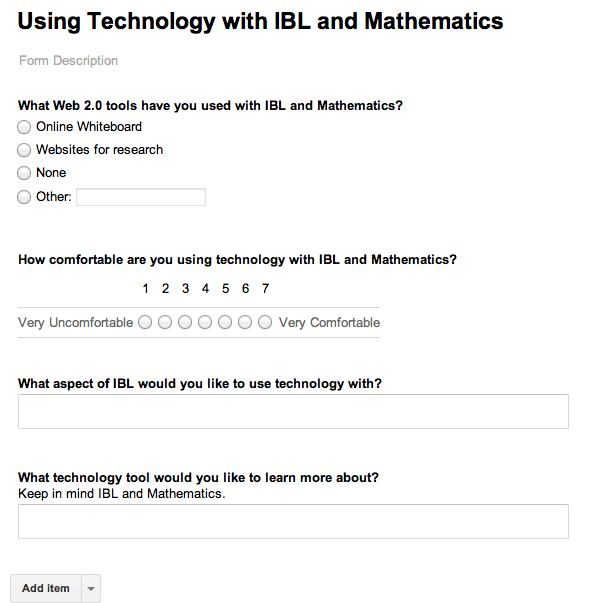 Using Technology with IBL and Mathematics
Form Description
What Web 2.0 tools have you used with IBL and Mathematics?
Online Whiteboard
Websites for research
None
Other:
How comfortable are you using technology with IBL and Mathematics?
1 2 3 4 5 6 7
Very Uncomfortable Very Comfortable
What aspect of IBL would you like to use technology with?
What technology tool would you like to learn more about?
Keep in mind IBL and Mathematics.
Add item